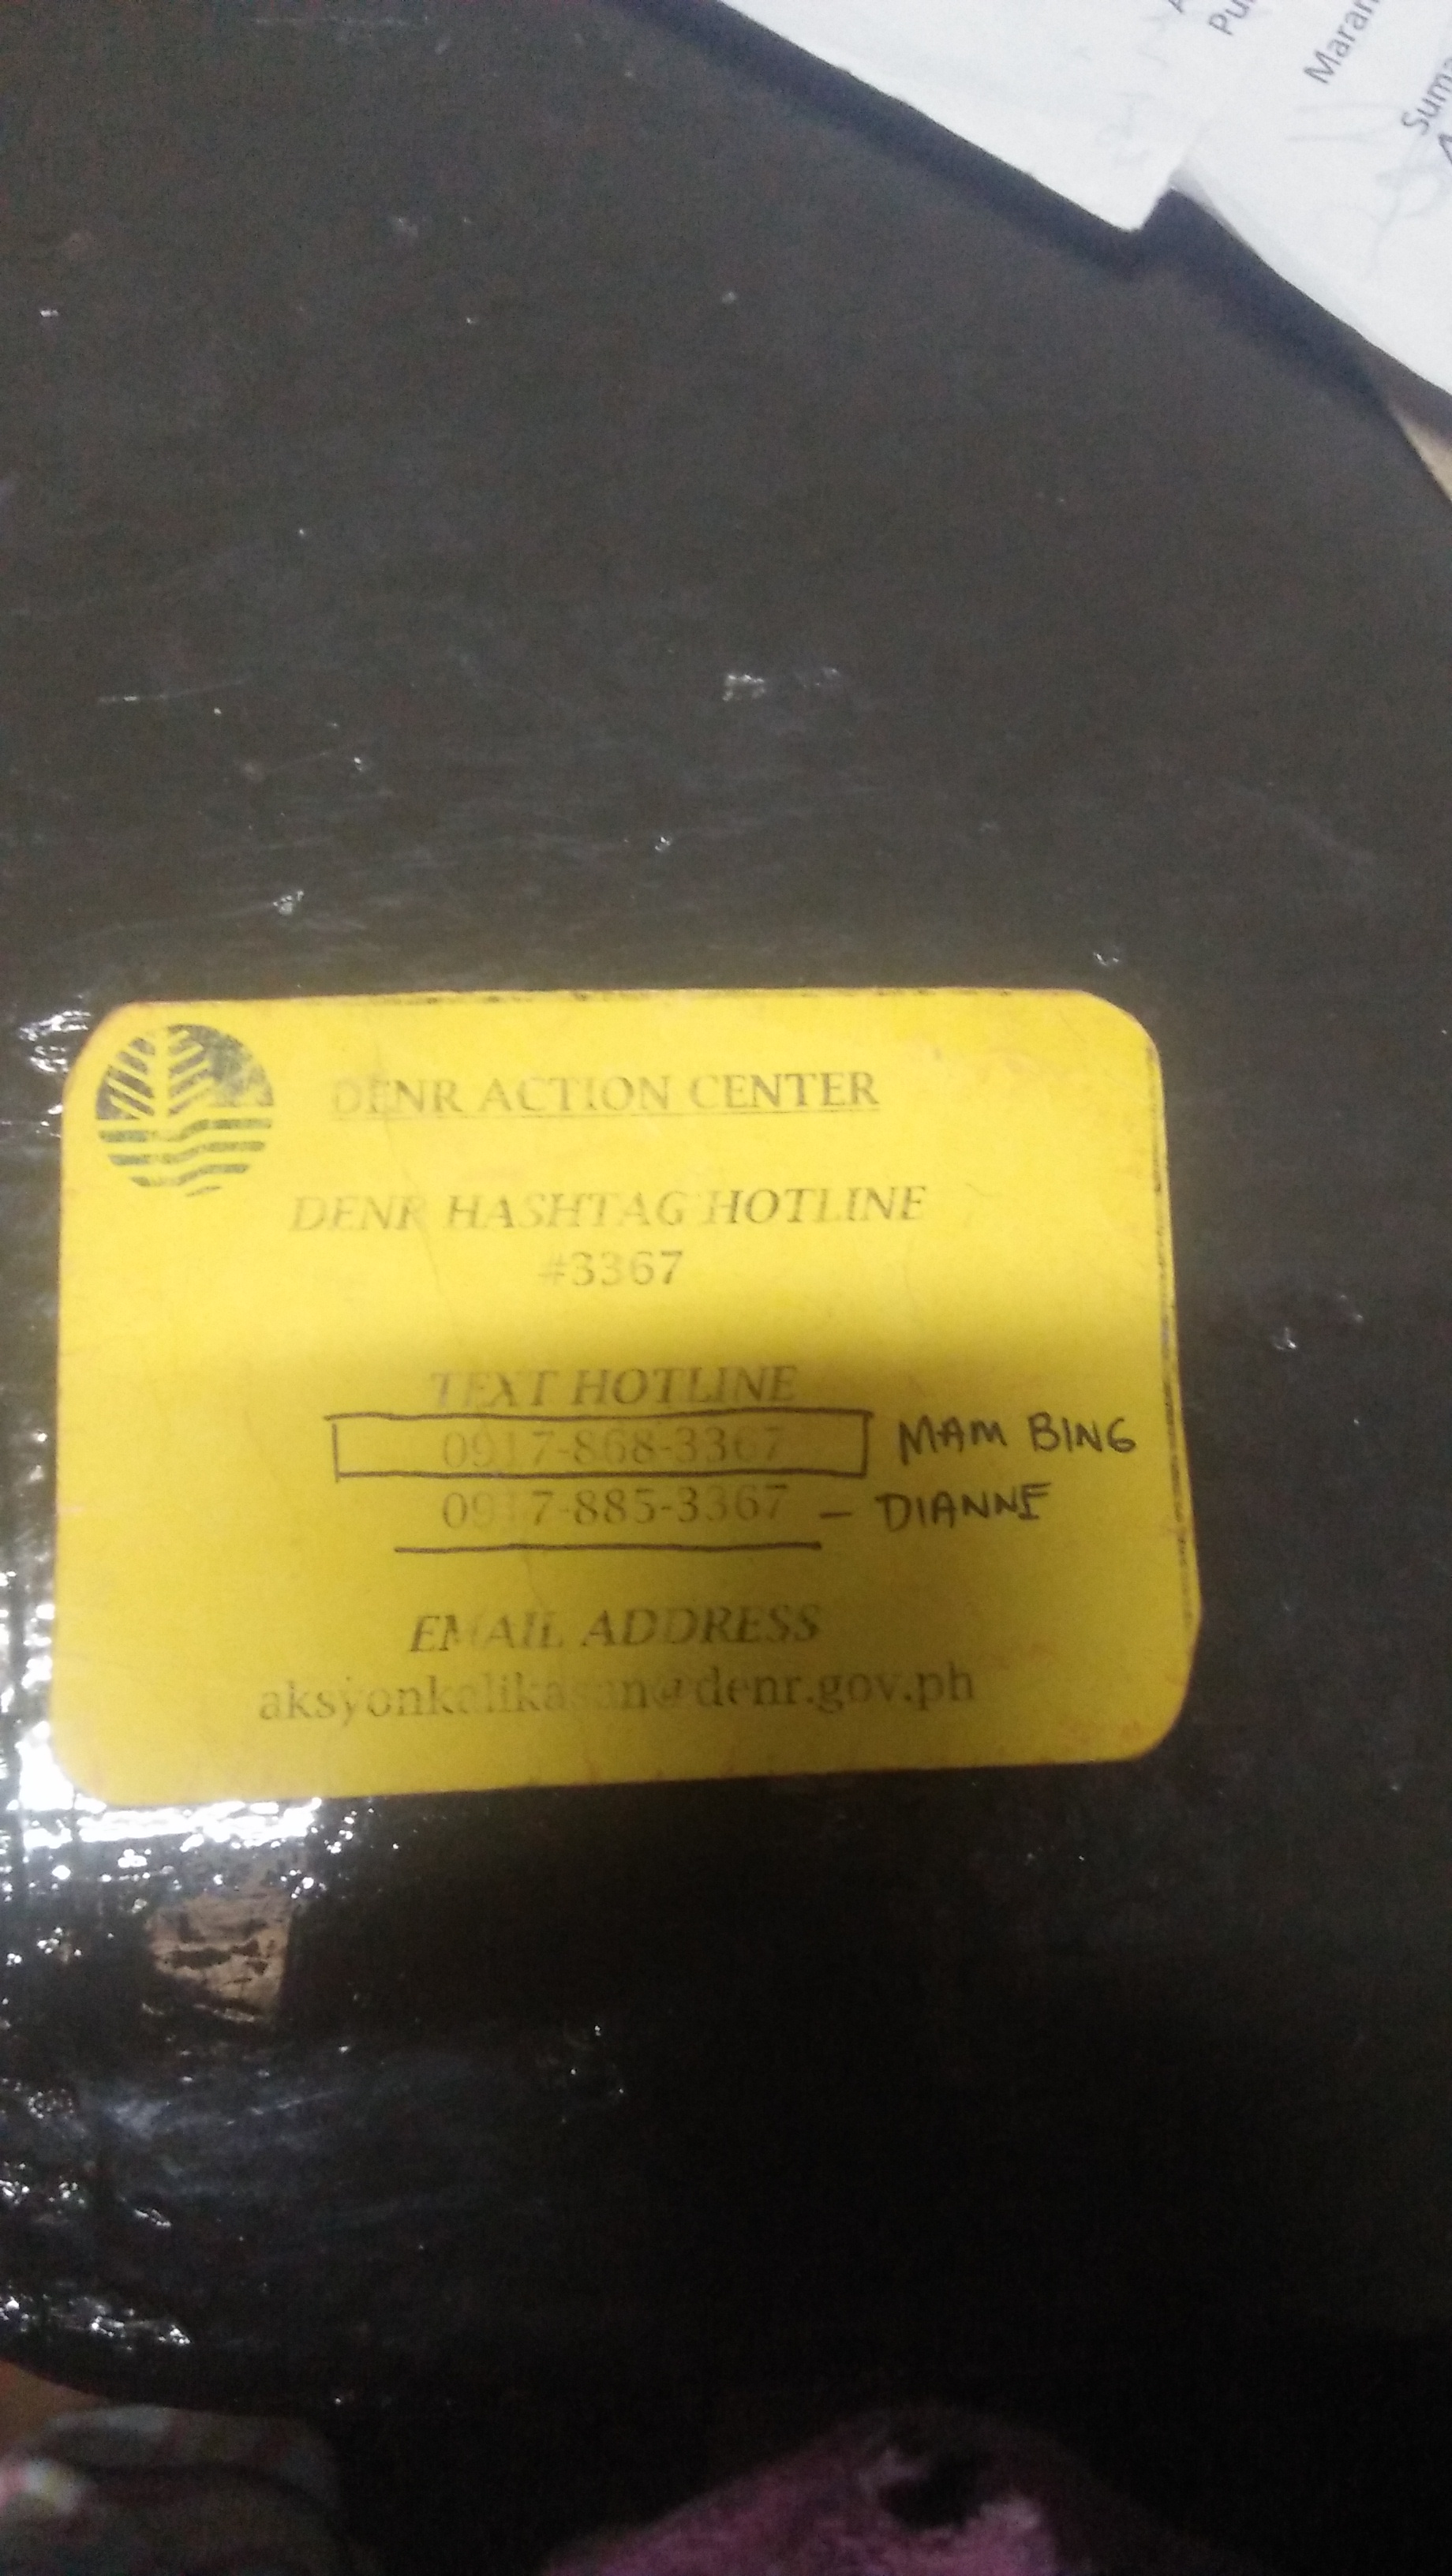 DENR ACTION CENTER
DENR HASHTAG HOTLINE
#3367
TEXT HOTLINE
0917-868-3367 MAM BING
0917-885-3367 - DIANNE
EMAIL ADDRESS
aksyonkalikasan@denr.gov.ph